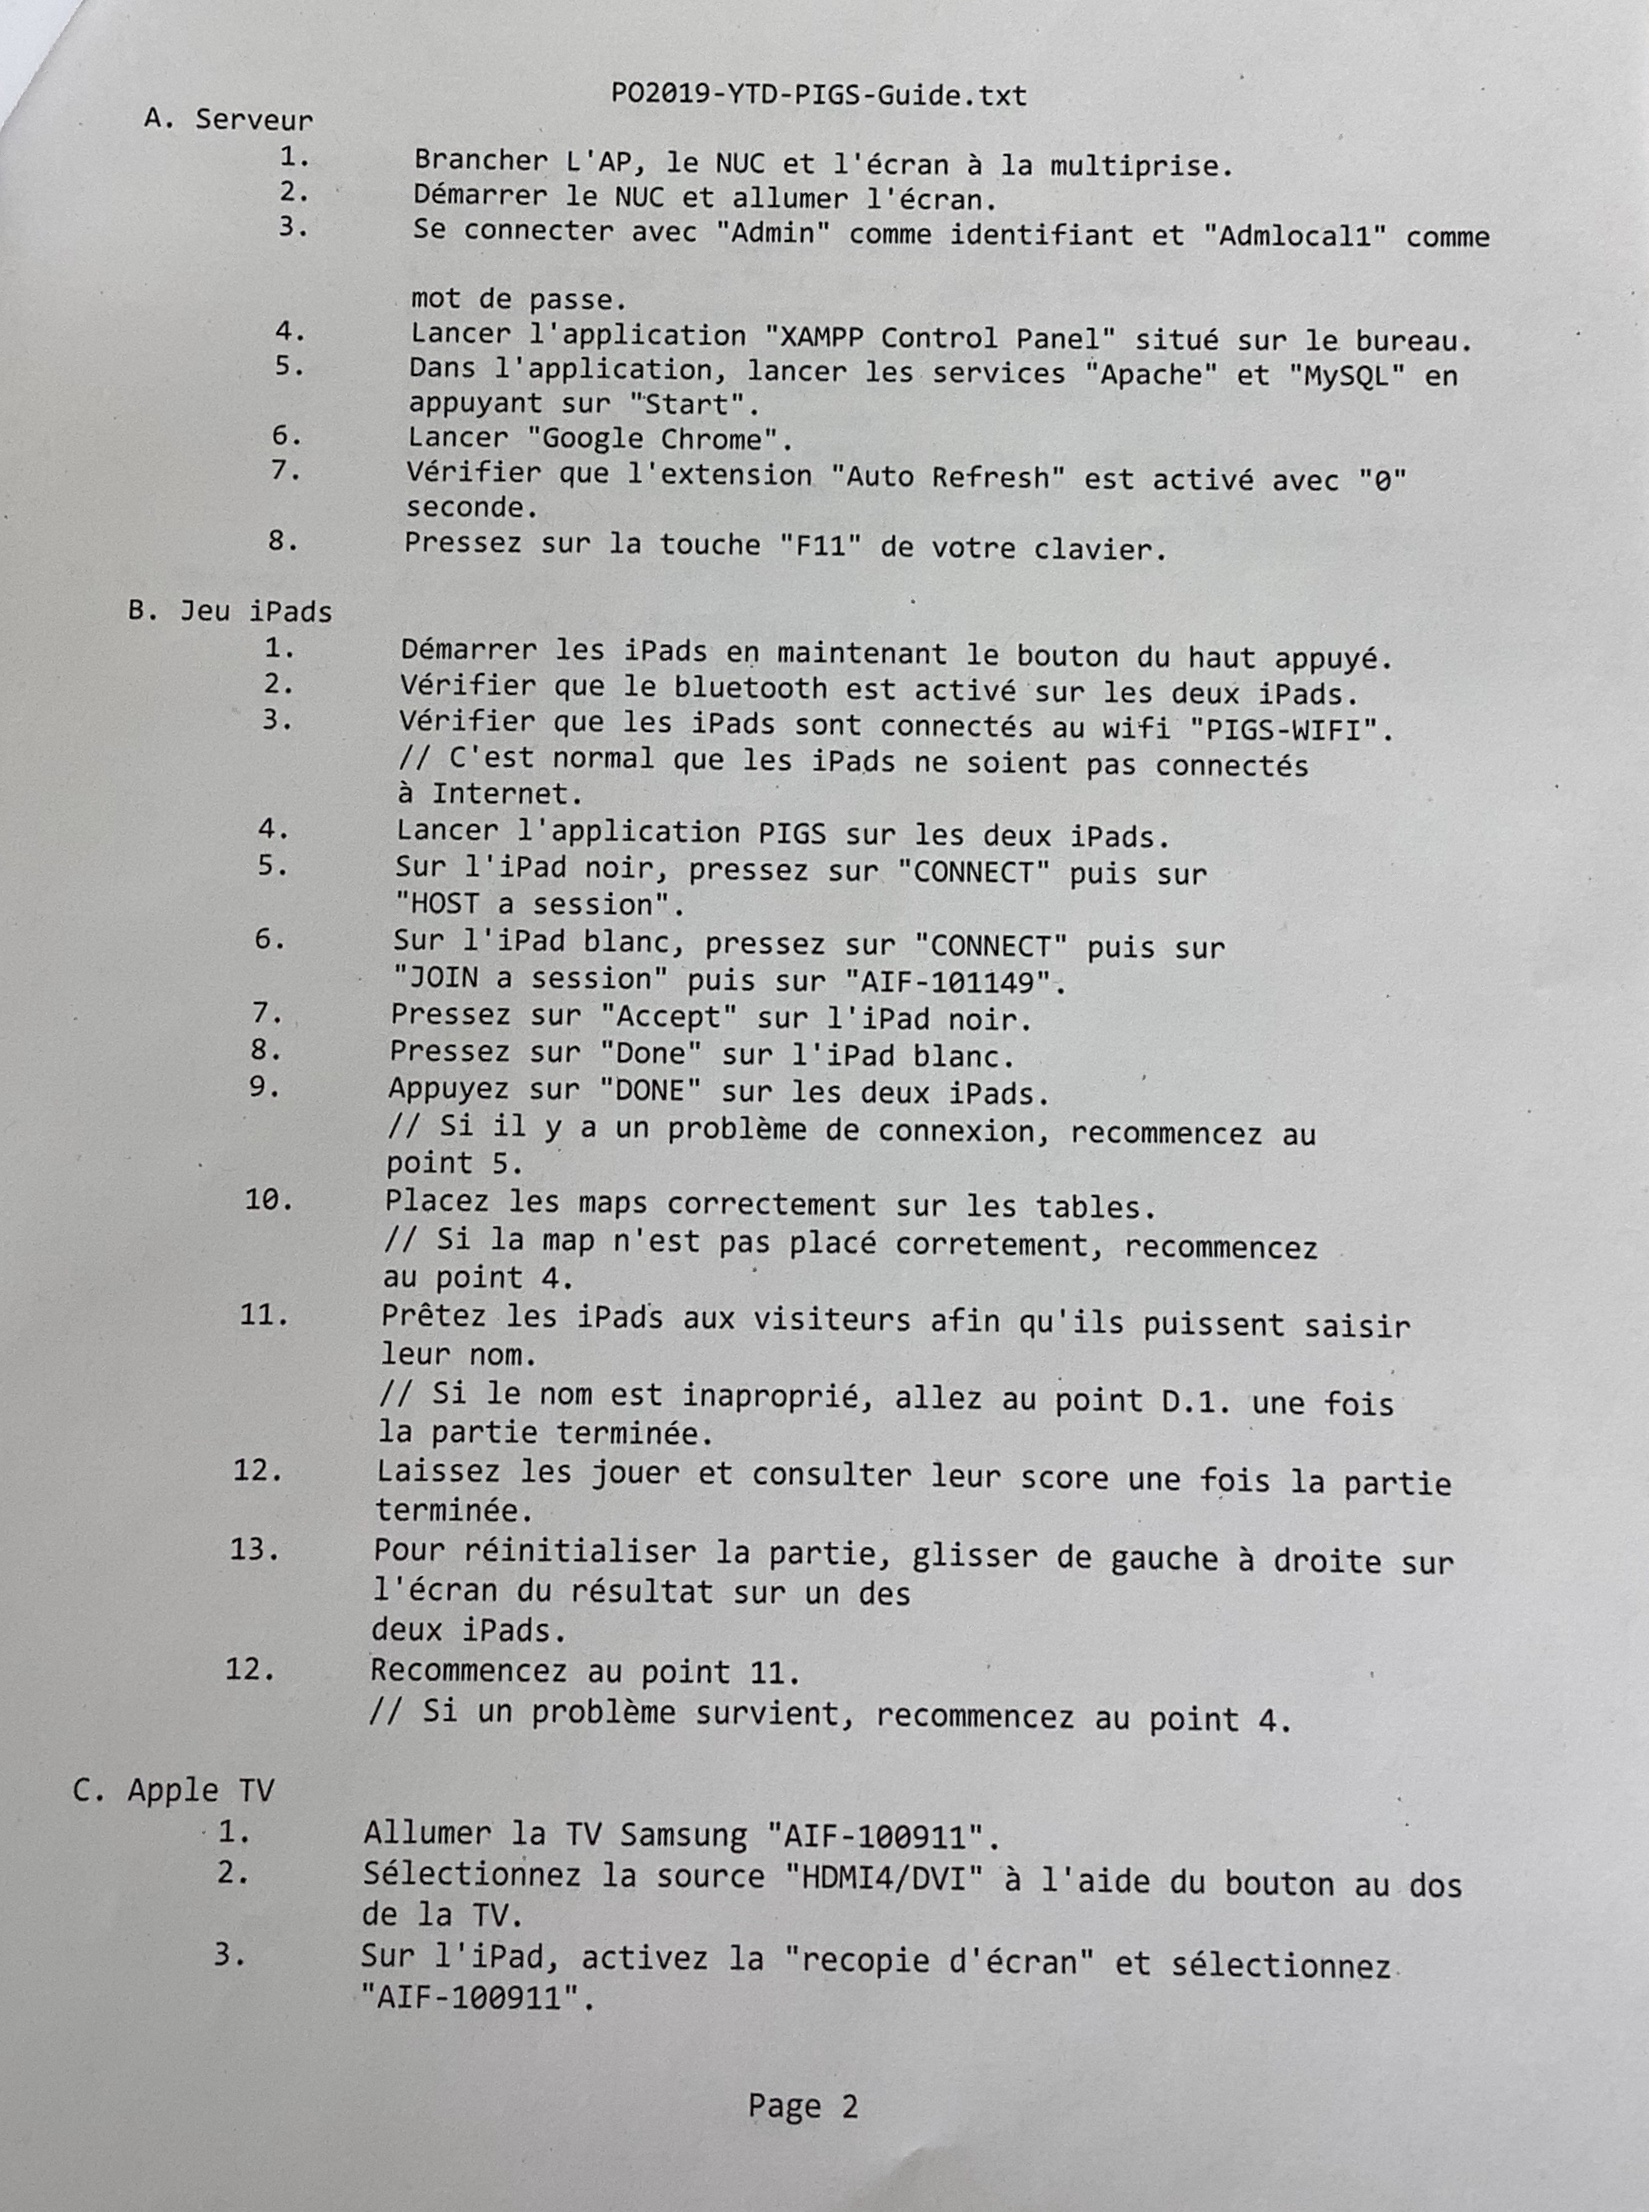 PO2019-YTD-PIGS-Guide.txt
A. Serveur
1. Brancher L'AP, le NUC et l'écran à la multiprise.
2. Démarrer le NUC et allumer l'écran.
3. Se connecter avec "Admin" comme identifiant et "Admlocal1" comme
mot de passe.
4. Lancer l'application "XAMPP Control Panel" situé sur le bureau.
5. Dans l'application, lancer les services "Apache" et "MySQL" en
appuyant sur "Start".
6. Lancer "Google Chrome".
7. Vérifier que l'extension "Auto Refresh" est activé avec "0"
seconde.
8. Pressez sur la touche "F11" de votre clavier.
B. Jeu iPads
1. Démarrer les iPads en maintenant le bouton du haut appuyé.
2. Vérifier que le bluetooth est activé sur les deux iPads.
3. Vérifier que les iPads sont connectés au wifi "PIGS-WIFI".
// C'est normal que les iPads ne soient pas connectés
à Internet.
4. Lancer l'application PIGS sur les deux iPads.
5. Sur l'iPad noir, pressez sur "CONNECT" puis sur
"HOST a session".
6. Sur l'iPad blanc, pressez sur "CONNECT" puis sur
"JOIN a session" puis sur "AIF-101149".
7. Pressez sur "Accept" sur l'iPad noir.
8. Pressez sur "Done" sur l'iPad blanc.
9. Appuyez sur "DONE" sur les deux iPads.
// Si il y a un problème de connexion, recommencez au
point 5.
10. Placez les maps correctement sur les tables.
// Si la map n'est pas placé corretement, recommencez
au point 4.
11. Prêtez les iPads aux visiteurs afin qu'ils puissent saisir
leur nom.
// Si le nom est inaproprié, allez au point D.1. une fois
la partie terminée.
12. Laissez les jouer et consulter leur score une fois la partie
terminée.
13. Pour réinitialiser la partie, glisser de gauche à droite sur
l'écran du résultat sur un des
deux iPads.
12. Recommencez au point 11.
// Si un problème survient, recommencez au point 4.
C. Apple TV
1. Allumer la TV Samsung "AIF-100911".
2. Sélectionnez la source "HDMI4/DVI" à l'aide du bouton au dos
de la TV.
3. Sur l'iPad, activez la "recopie d'écran" et sélectionnez
"AIF-100911".
Page 2